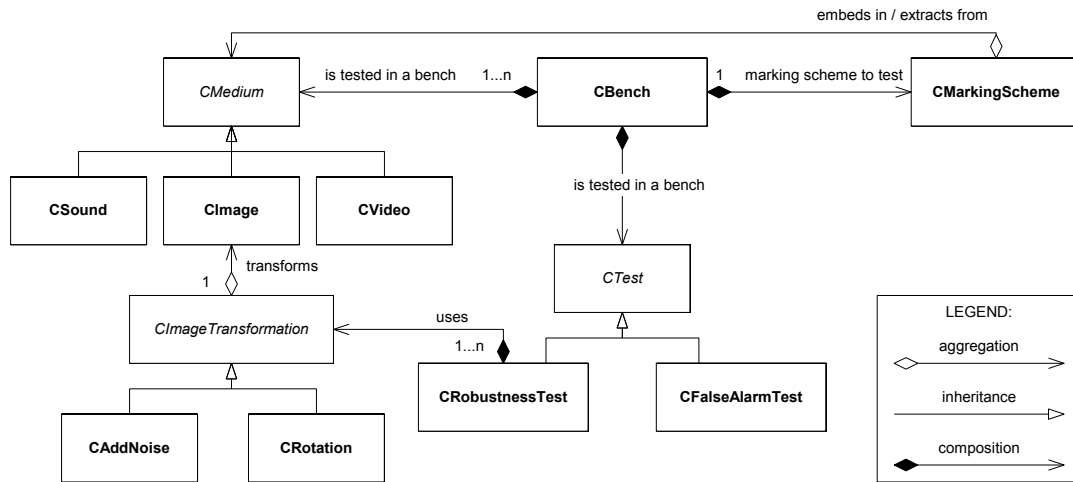 embeds in / extracts from
CMedium
is tested in a bench
1...n
CBench
1
marking scheme to test
CMarkingScheme
is tested in a bench
CSound
CImage
CVideo
transforms
1
CTest
CImageTransformation
uses
1...n
CRobustnessTest
CFalseAlarmTest
CAddNoise
CRotation
LEGEND:
aggregation
inheritance
composition